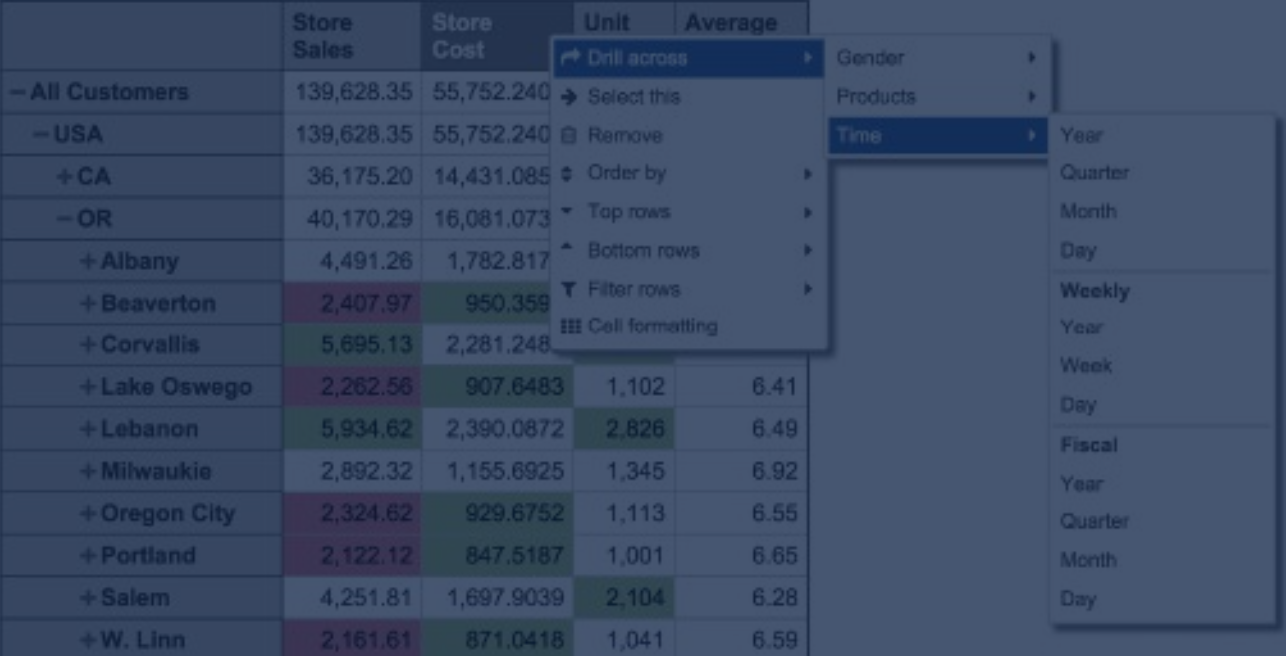 Store Sales Store Cost Unit Average
All Customers 139,628.35 55,752.240
USA 139,628.35 55,752.240
CA 36,175.20 14,431.085
OR 40,170.29 16,081.073
Albany 4,491.26 1,782.817
Beaverton 2,407.97 950.359
Corvallis 5,695.13 2,281.248
Lake Oswego 2,262.56 907.6483 1,102 6.41
Lebanon 5,934.62 2,390.0872 2,826 6.49
Milwaukie 2,892.32 1,155.6925 1,345 6.92
Oregon City 2,324.62 929.6752 1,113 6.55
Portland 2,122.12 847.5187 1,001 6.65
Salem 4,251.81 1,697.9039 2,104 6.28
W. Linn 2,161.61 871.0418 1,041 6.59
Drill across
Select this
Remove
Order by
Top rows
Bottom rows
Filter rows
Cell formatting
Gender
Products
Time
Year
Quarter
Month
Day
Weekly
Year
Week
Day
Fiscal
Year
Quarter
Month
Day